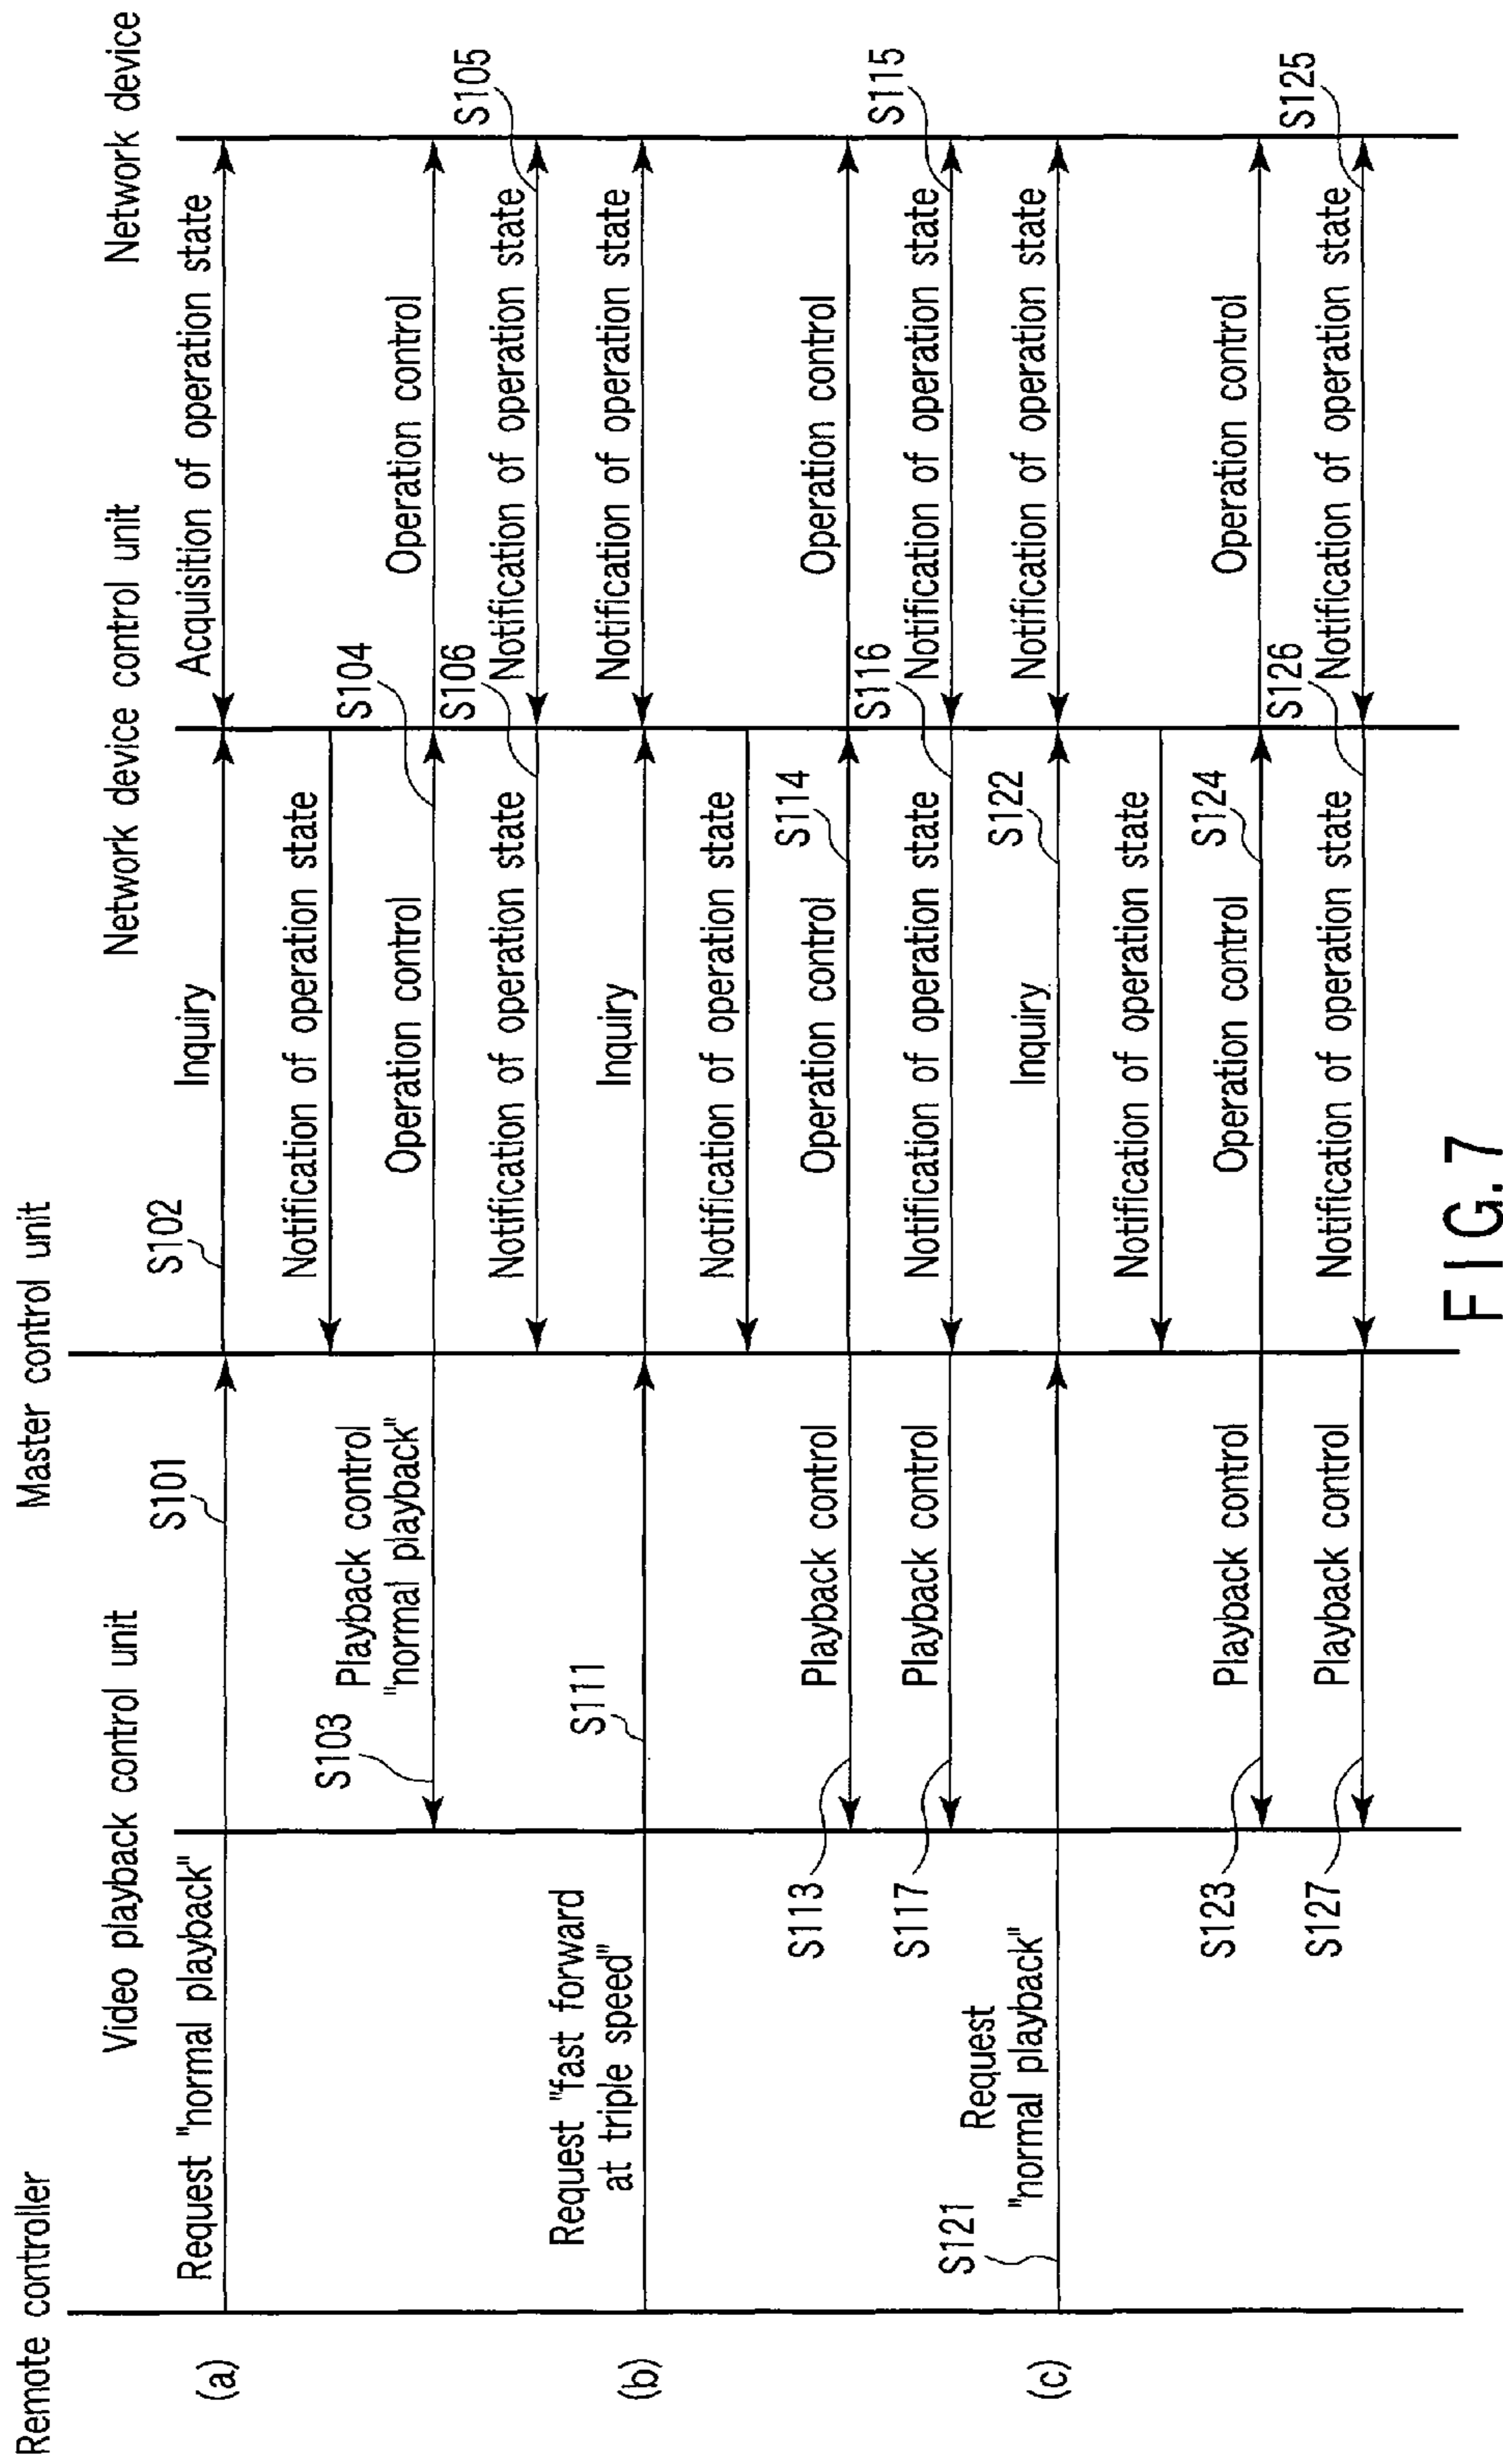 Remote controller
Video playback control unit
Master control unit
Network device control unit
Network device
(a)
Request "normal playback"
S101
S102
Inquiry
Acquisition of operation state
Notification of operation state
S103
Playback control
"normal playback"
Operation control
S104
Operation control
Notification of operation state
S106
Notification of operation state
S105
(b)
Request "fast forward
at triple speed"
S111
Inquiry
Notification of operation state
Notification of operation state
S113
Playback control
Operation control
S114
Operation control
S117
Playback control
Notification of operation state
S116
Notification of operation state
S115
(c)
S121
Request
"normal playback"
Inquiry
S122
Notification of operation state
Notification of operation state
S123
Playback control
Operation control
S124
Operation control
S127
Playback control
Notification of operation state
S126
Notification of operation state
S125
FIG. 7